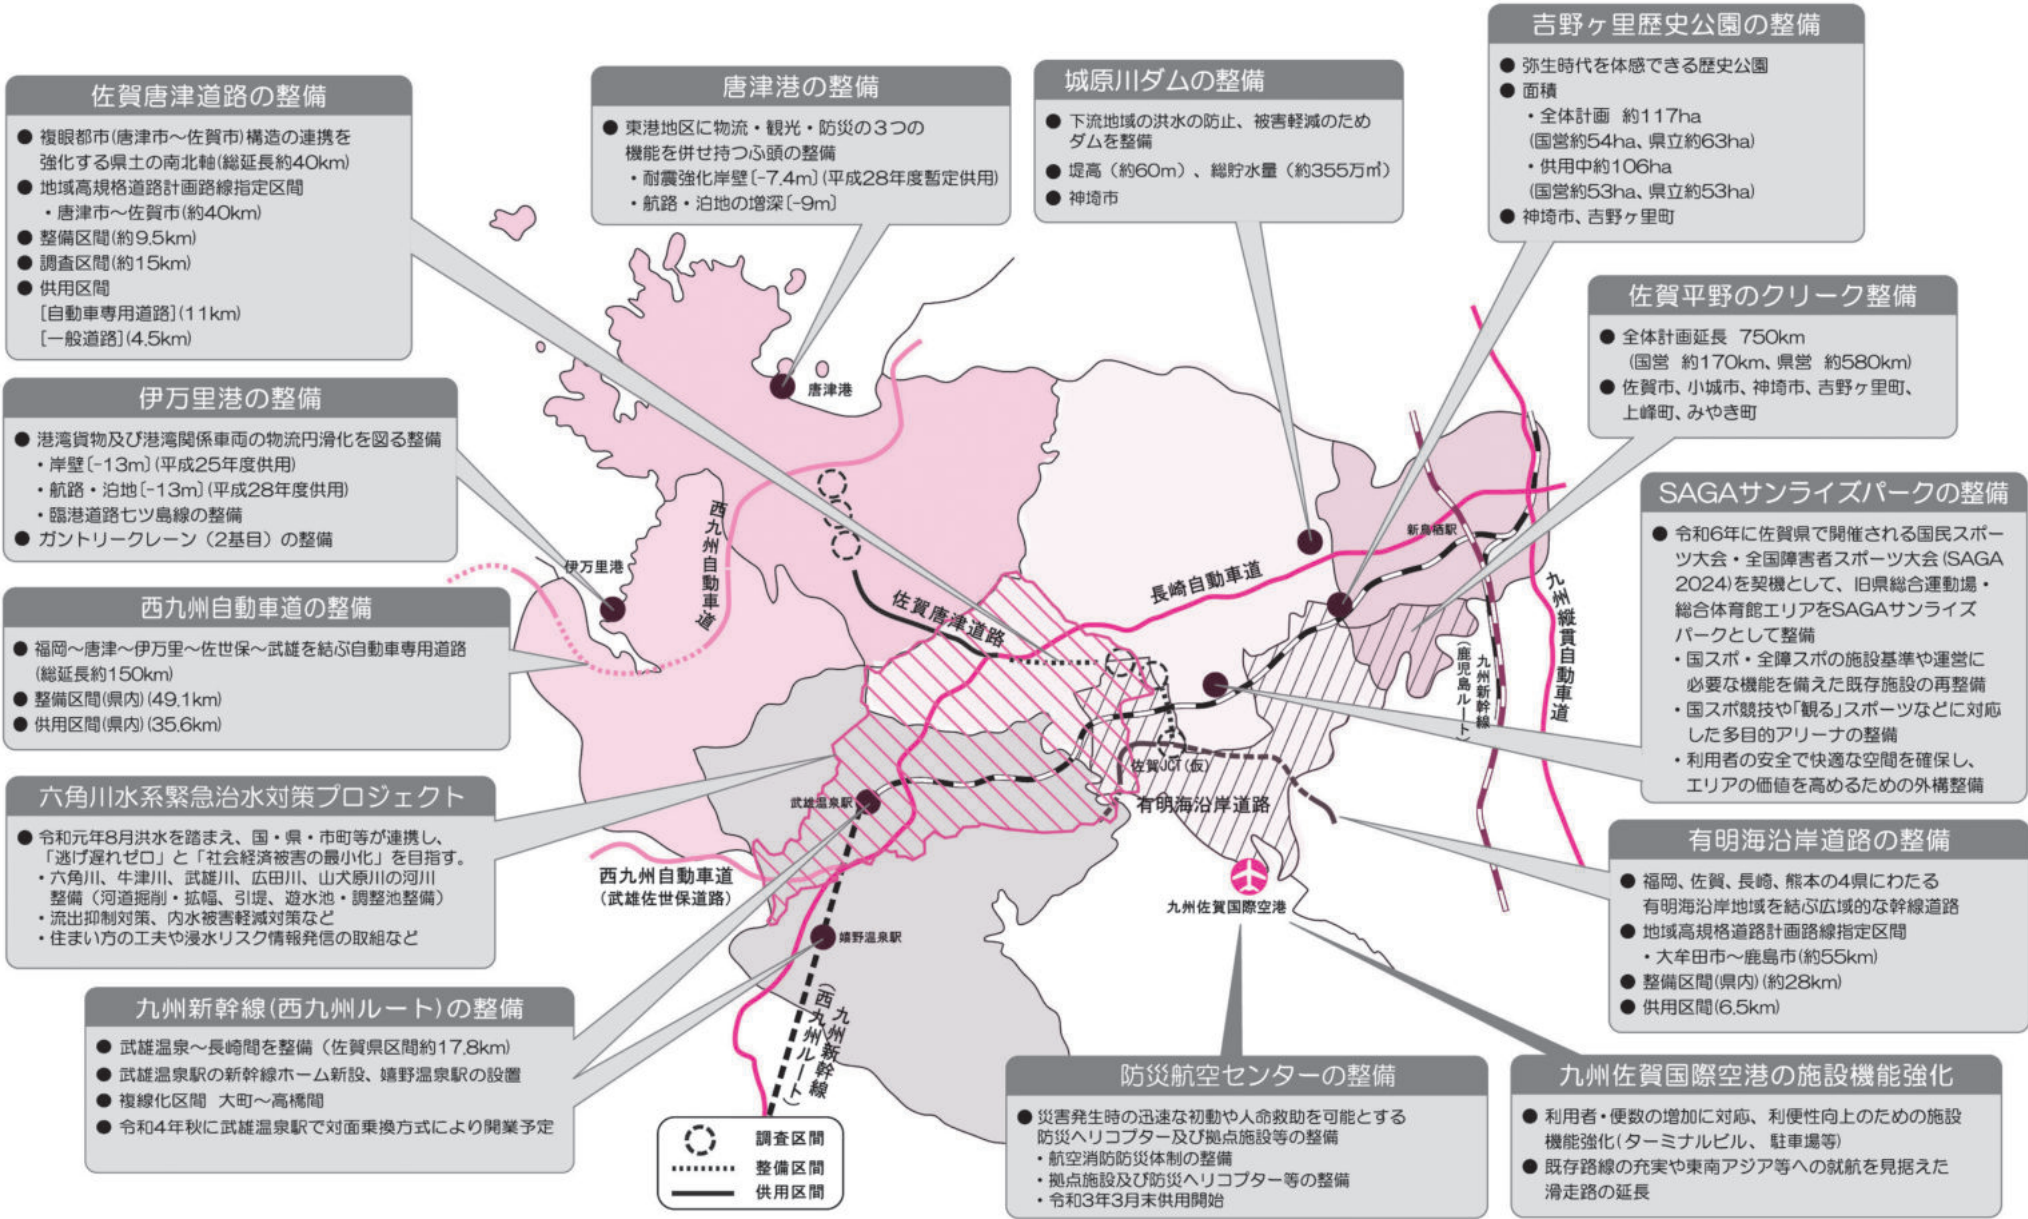 佐賀唐津道路の整備
● 複眼都市(唐津市～佐賀市)構造の連携を
強化する県土の南北軸(総延長約40km)
● 地域高規格道路計画路線指定区間
・唐津市～佐賀市(約40km)
● 整備区間(約9.5km)
● 調査区間(約15km)
● 供用区間
[自動車専用道路](11km)
[一般道路](4.5km)
伊万里港の整備
● 港湾貨物及び港湾関係車両の物流円滑化を図る整備
・岸壁〔-13m〕(平成25年度供用)
・航路・泊地〔-13m〕(平成28年度供用)
・臨港道路七ツ島線の整備
● ガントリークレーン（2基目）の整備
西九州自動車道の整備
● 福岡～唐津～伊万里～佐世保～武雄を結ぶ自動車専用道路
(総延長約150km)
● 整備区間(県内)(49.1km)
● 供用区間(県内)(35.6km)
六角川水系緊急治水対策プロジェクト
● 令和元年8月洪水を踏まえ、国・県・市町等が連携し、
「逃げ遅れゼロ」と「社会経済被害の最小化」を目指す。
・六角川、牛津川、武雄川、広田川、山犬原川の河川
整備（河道掘削・拡幅、引堤、遊水池・調整池整備）
・流出抑制対策、内水被害軽減対策など
・住まい方の工夫や浸水リスク情報発信の取組など
九州新幹線(西九州ルート)の整備
● 武雄温泉～長崎間を整備（佐賀県区間約17.8km)
● 武雄温泉駅の新幹線ホーム新設、嬉野温泉駅の設置
● 複線化区間 大町～高橋間
● 令和4年秋に武雄温泉駅で対面乗換方式により開業予定
唐津港の整備
● 東港地区に物流・観光・防災の3つの
機能を併せ持つふ頭の整備
・耐震強化岸壁〔-7.4m〕(平成28年度暫定供用)
・航路・泊地の増深〔-9m〕
城原川ダムの整備
● 下流地域の洪水の防止、被害軽減のため
ダムを整備
● 堤高（約60m）、総貯水量（約355万㎥）
● 神埼市
吉野ヶ里歴史公園の整備
● 弥生時代を体感できる歴史公園
● 面積
・全体計画 約117ha
(国営約54ha、県立約63ha)
・供用中約106ha
(国営約53ha、県立約53ha)
● 神埼市、吉野ヶ里町
佐賀平野のクリーク整備
● 全体計画延長 750km
(国営 約170km、県営 約580km)
● 佐賀市、小城市、神埼市、吉野ヶ里町、
上峰町、みやき町
SAGAサンライズパークの整備
● 令和6年に佐賀県で開催される国民スポー
ツ大会・全国障害者スポーツ大会(SAGA
2024)を契機として、旧県総合運動場・
総合体育館エリアをSAGAサンライズ
パークとして整備
・国スポ・全障スポの施設基準や運営に
必要な機能を備えた既存施設の再整備
・国スポ競技や「観る」スポーツなどに対応
した多目的アリーナの整備
・利用者の安全で快適な空間を確保し、
エリアの価値を高めるための外構整備
有明海沿岸道路の整備
● 福岡、佐賀、長崎、熊本の4県にわたる
有明海沿岸地域を結ぶ広域的な幹線道路
● 地域高規格道路計画路線指定区間
・大牟田市～鹿島市(約55km)
● 整備区間(県内)(約28km)
● 供用区間(6.5km)
防災航空センターの整備
● 災害発生時の迅速な初動や人命救助を可能とする
防災ヘリコプター及び拠点施設等の整備
・航空消防防災体制の整備
・拠点施設及び防災ヘリコプター等の整備
・令和3年3月末供用開始
九州佐賀国際空港の施設機能強化
● 利用者・便数の増加に対応、利便性向上のための施設
機能強化(ターミナルビル、駐車場等)
● 既存路線の充実や東南アジア等への就航を見据えた
滑走路の延長
唐津港
西九州自動車道
伊万里港
佐賀唐津道路
長崎自動車道
新鳥栖駅
九州縦貫自動車道
九州新幹線
(鹿児島ルート)
佐賀JCT(仮)
有明海沿岸道路
武雄温泉駅
西九州自動車道
(武雄佐世保道路)
九州佐賀国際空港
嬉野温泉駅
九州新幹線
(西九州ルート)
調査区間
整備区間
供用区間